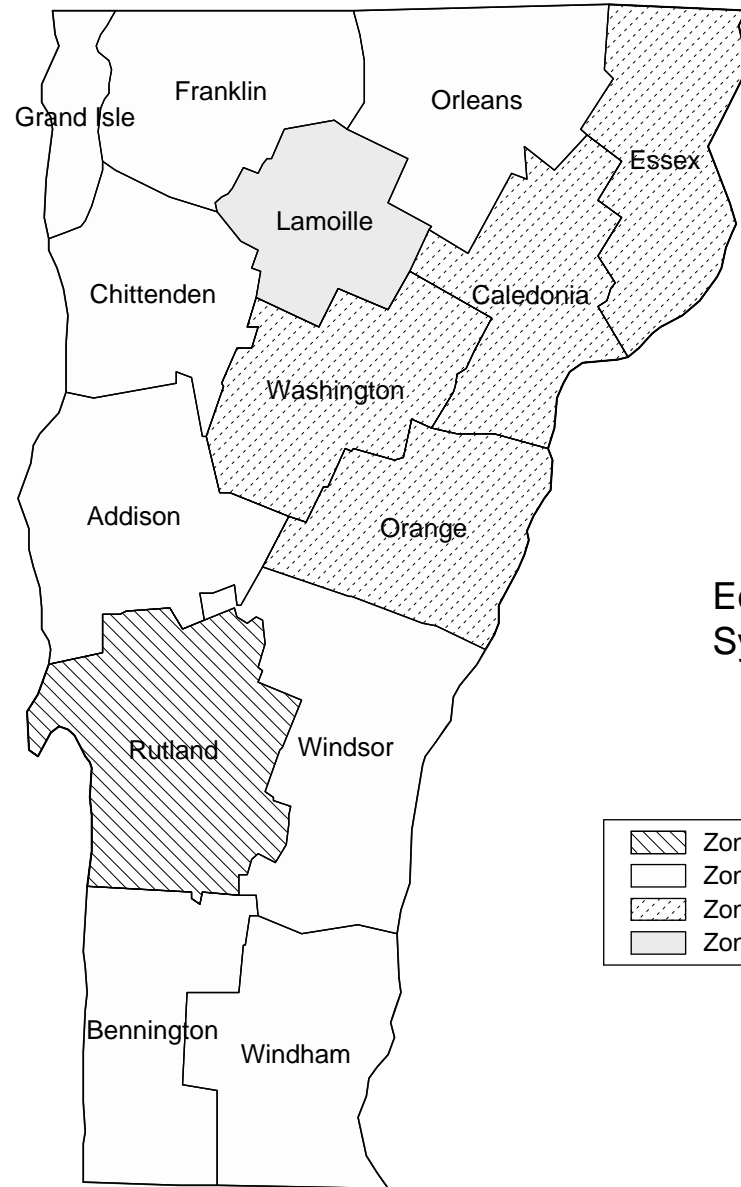 Franklin
Orleans
Grand Isle
Essex
Lamoille
Chittenden
Caledonia
Washington
Addison
Orange
Rutland
Windsor
Bennington
Windham